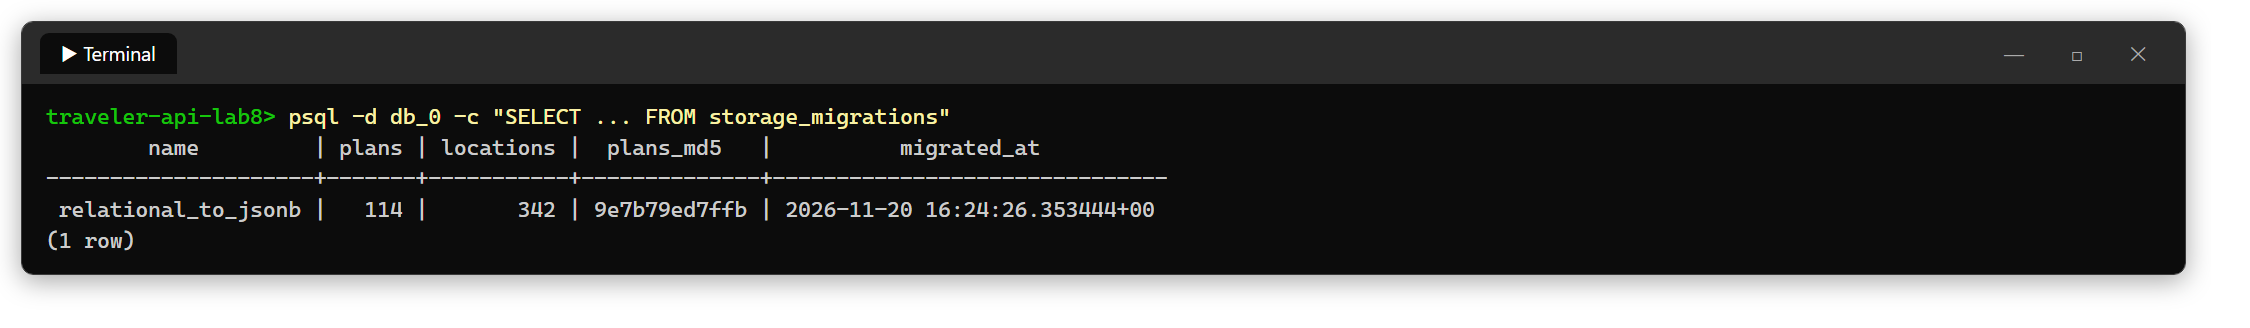 ▶ Terminal
traveler-api-lab8> psql -d db_0 -c "SELECT ... FROM storage_migrations"
        name         | plans | locations |  plans_md5   |          migrated_at
---------------------+-------+-----------+--------------+-------------------------------
 relational_to_jsonb |   114 |       342 | 9e7b79ed7ffb | 2026-11-20 16:24:26.353444+00
(1 row)